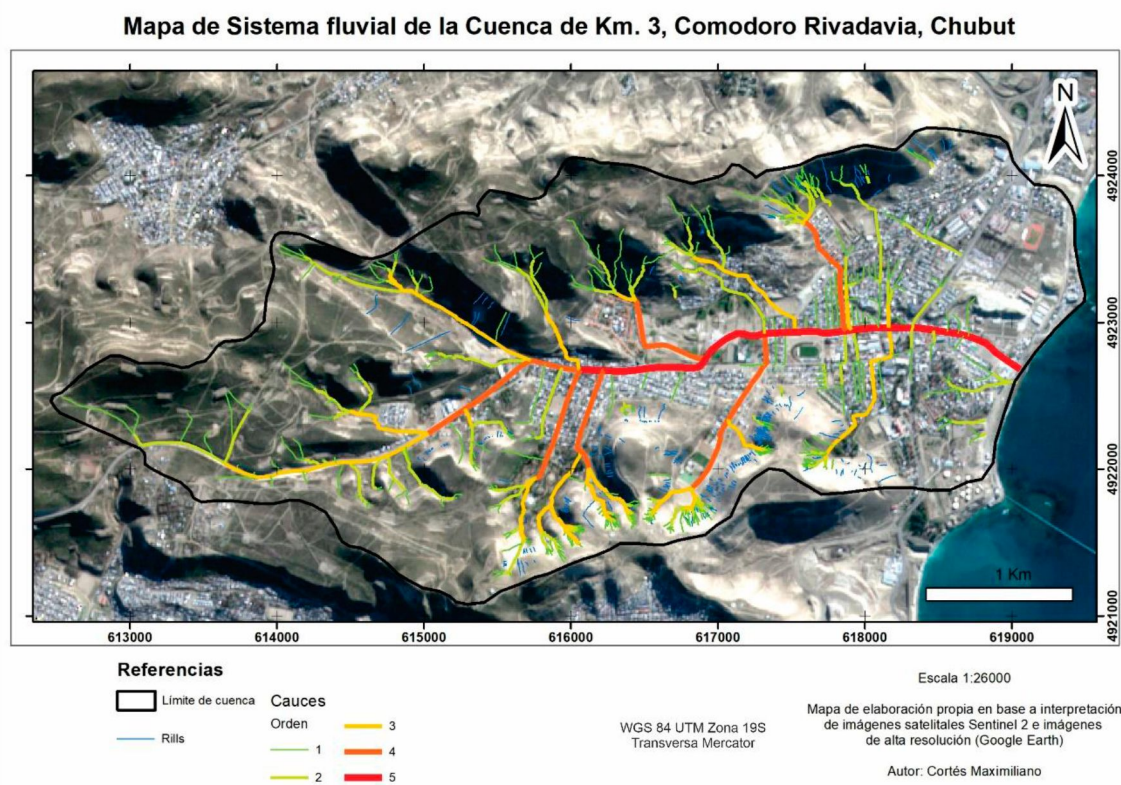 Mapa de Sistema fluvial de la Cuenca de Km. 3, Comodoro Rivadavia, Chubut
N
4924000
4923000
4922000
4921000
1 Km
613000 614000 615000 616000 617000 618000 619000
Referencias
Límite de cuenca
Rills
Cauces
Orden
1
2
3
4
5
WGS 84 UTM Zona 19S
Transversa Mercator
Escala 1:26000
Mapa de elaboración propia en base a interpretación
de imágenes satelitales Sentinel 2 e imágenes
de alta resolución (Google Earth)
Autor: Cortés Maximiliano